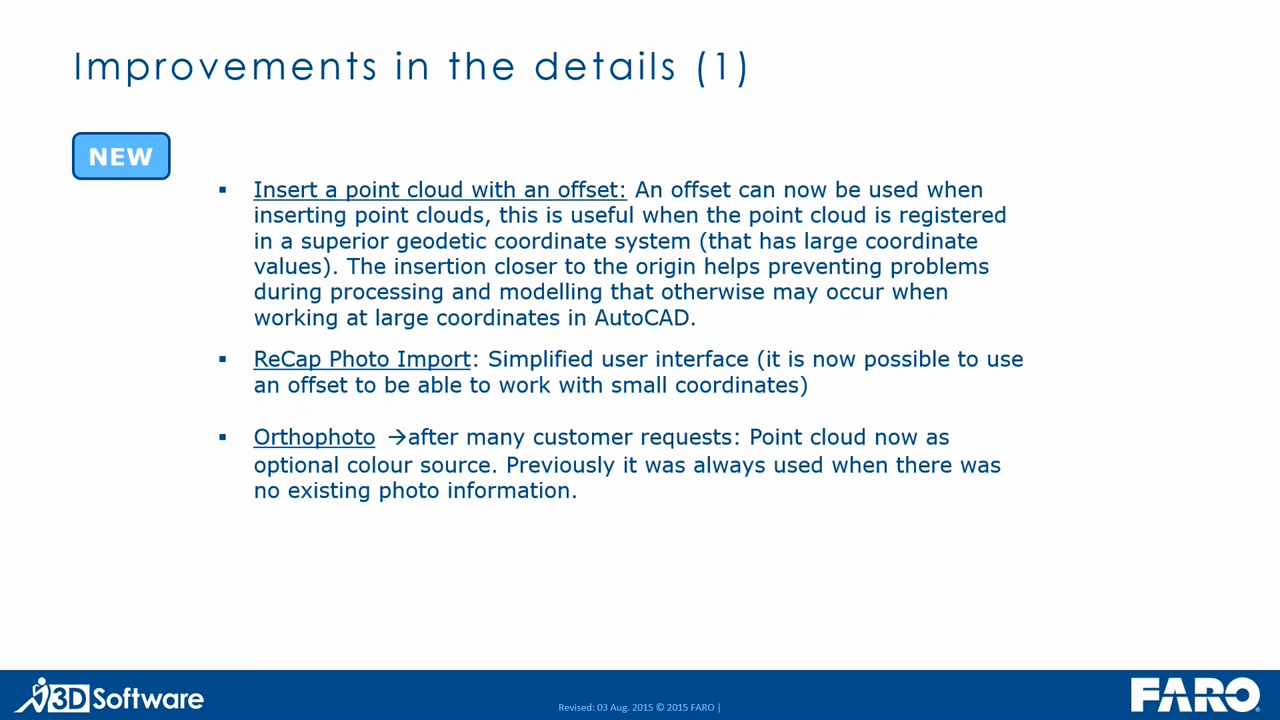 Improvements in the details (1)
NEW
▪ Insert a point cloud with an offset: An offset can now be used when
inserting point clouds, this is useful when the point cloud is registered
in a superior geodetic coordinate system (that has large coordinate
values). The insertion closer to the origin helps preventing problems
during processing and modelling that otherwise may occur when
working at large coordinates in AutoCAD.
▪ ReCap Photo Import: Simplified user interface (it is now possible to use
an offset to be able to work with small coordinates)
▪ Orthophoto →after many customer requests: Point cloud now as
optional colour source. Previously it was always used when there was
no existing photo information.
3D Software
Revised: 03 Aug. 2015 © 2015 FARO |
FARO